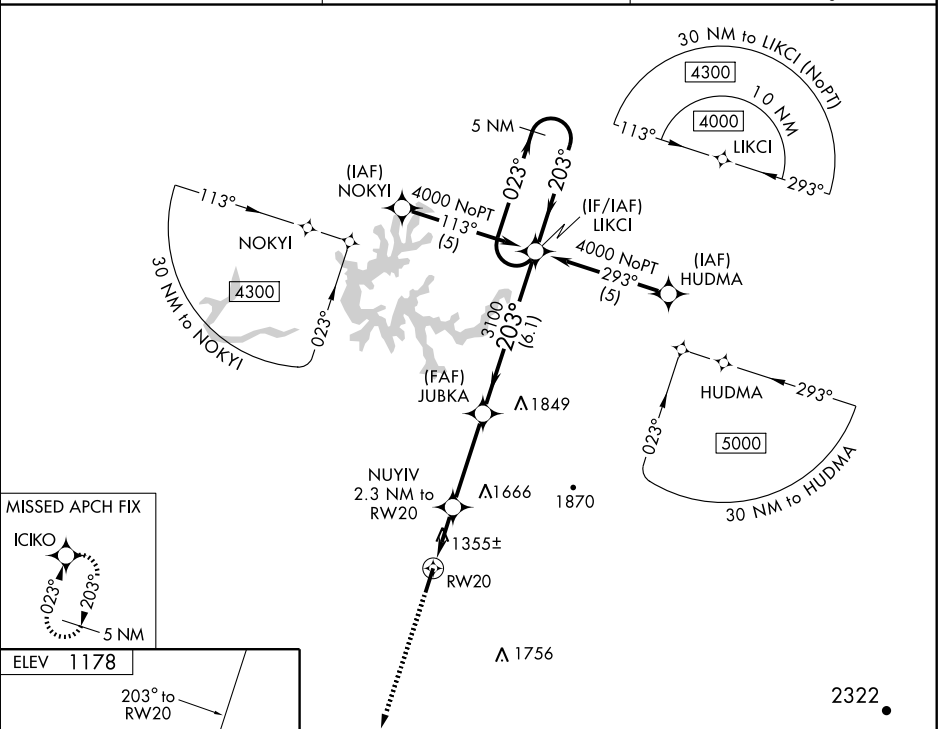 30 NM to LIKCI (NoPT)
4300
10 NM
4000
113°
LIKCI
293°
5 NM
023°
203°
(IAF)
NOKYI
4000 NoPT
113°
(5)
(IF/IAF)
LIKCI
4000 NoPT
293°
(5)
(IAF)
HUDMA
113°
NOKYI
4300
30 NM to NOKYI
023°
3100
203°
(6.1)
(FAF)
JUBKA
1849
HUDMA
293°
023°
5000
30 NM to HUDMA
NUYIV
2.3 NM to
RW20
1666
1870
1355±
RW20
MISSED APCH FIX
ICIKO
023°
203°
5 NM
1756
ELEV 1178
203° to
RW20
2322